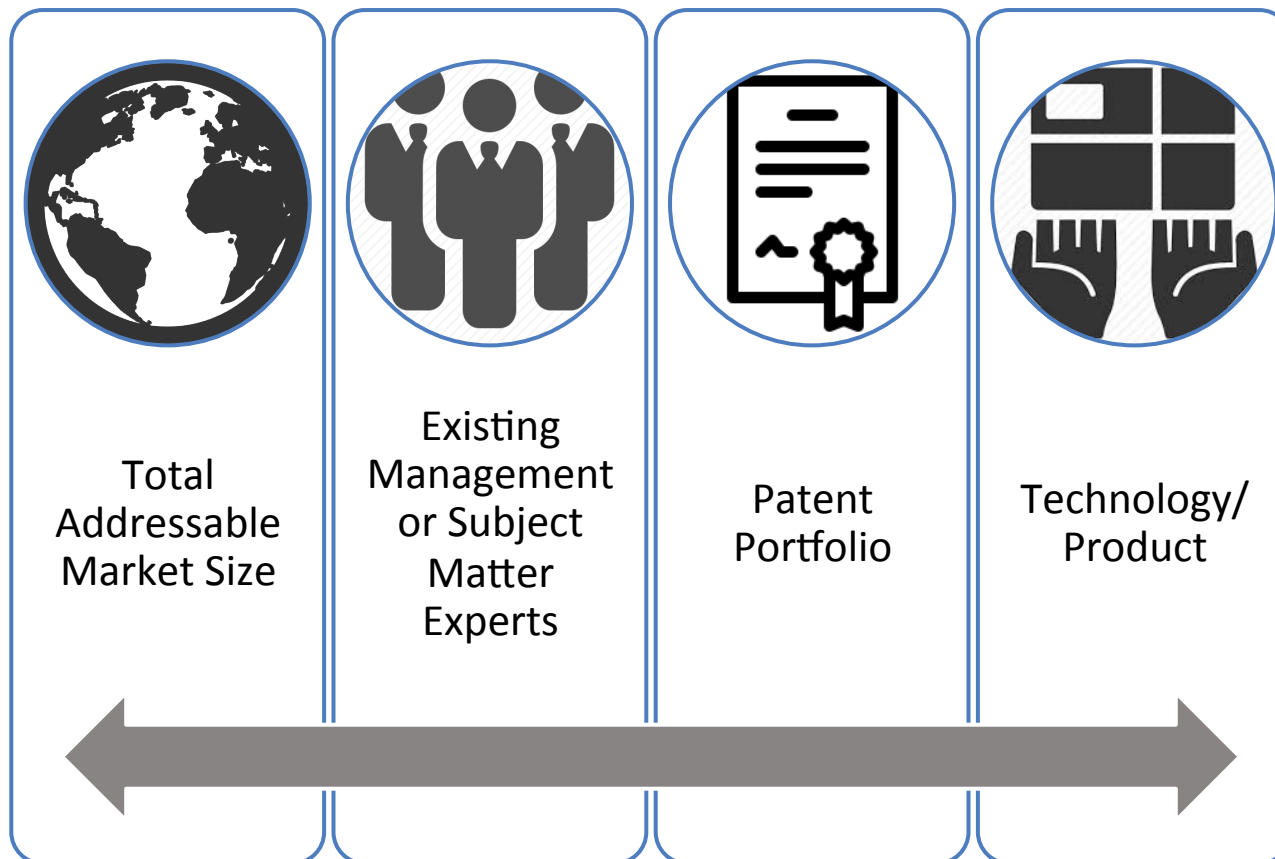 Total
Addressable
Market Size
Existing
Management
or Subject
Matter
Experts
Patent
Portfolio
Technology/
Product